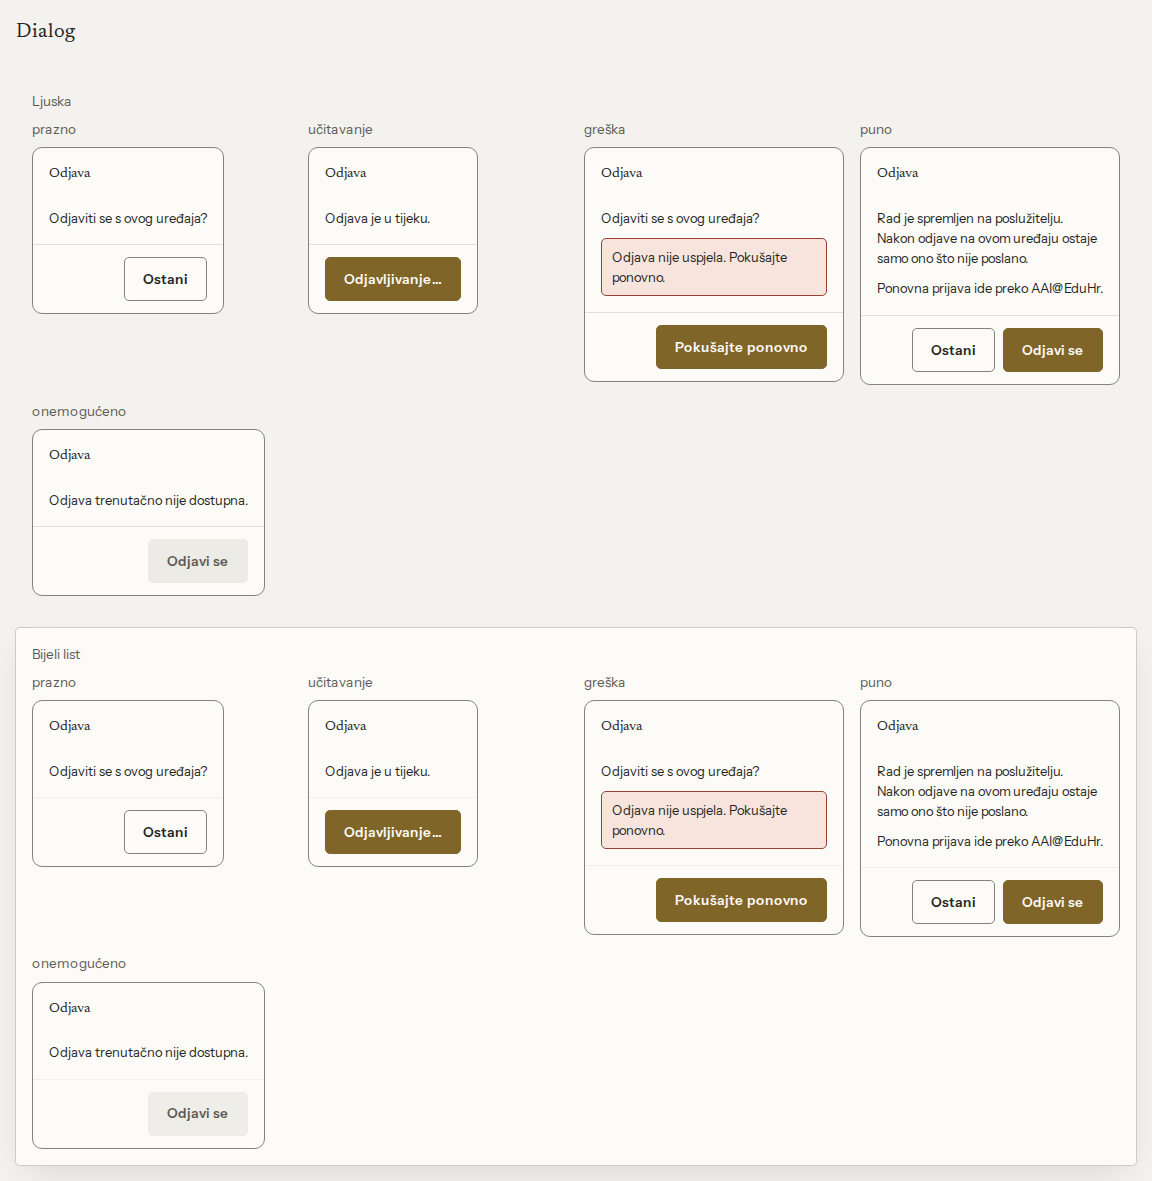 Dialog
Ljuska
prazno
Odjava
Odjaviti se s ovog uređaja?
Ostani
učitavanje
Odjava
Odjava je u tijeku.
Odjavljivanje…
greška
Odjava
Odjaviti se s ovog uređaja?
Odjava nije uspjela. Pokušajte
ponovno.
Pokušajte ponovno
puno
Odjava
Rad je spremljen na poslužitelju.
Nakon odjave na ovom uređaju ostaje
samo ono što nije poslano.
Ponovna prijava ide preko AAI@EduHr.
Ostani
Odjavi se
onemogućeno
Odjava
Odjava trenutačno nije dostupna.
Odjavi se
Bijeli list
prazno
Odjava
Odjaviti se s ovog uređaja?
Ostani
učitavanje
Odjava
Odjava je u tijeku.
Odjavljivanje…
greška
Odjava
Odjaviti se s ovog uređaja?
Odjava nije uspjela. Pokušajte
ponovno.
Pokušajte ponovno
puno
Odjava
Rad je spremljen na poslužitelju.
Nakon odjave na ovom uređaju ostaje
samo ono što nije poslano.
Ponovna prijava ide preko AAI@EduHr.
Ostani
Odjavi se
onemogućeno
Odjava
Odjava trenutačno nije dostupna.
Odjavi se